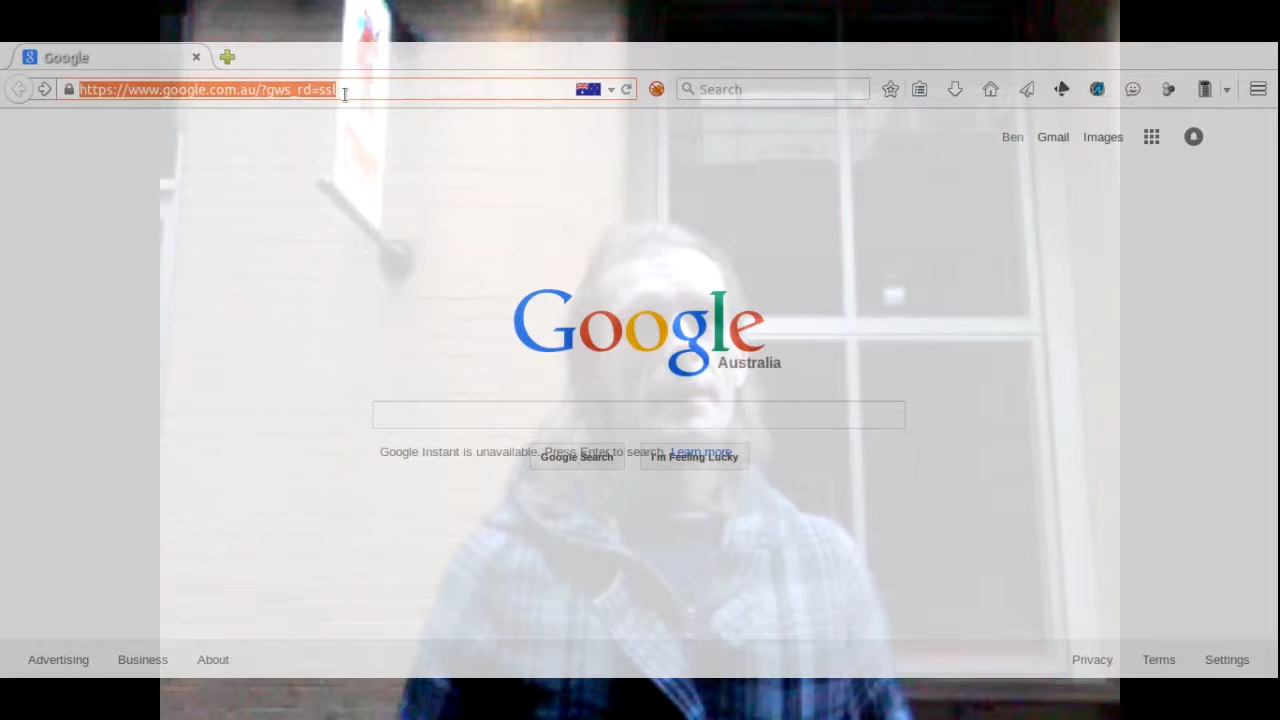 Google
https://www.google.com.au/?gws_rd=ssl
Search
Ben Gmail Images
Google
Australia
Google Instant is unavailable. Press Enter to search. Learn more
Google Search I'm Feeling Lucky
Advertising Business About Privacy Terms Settings